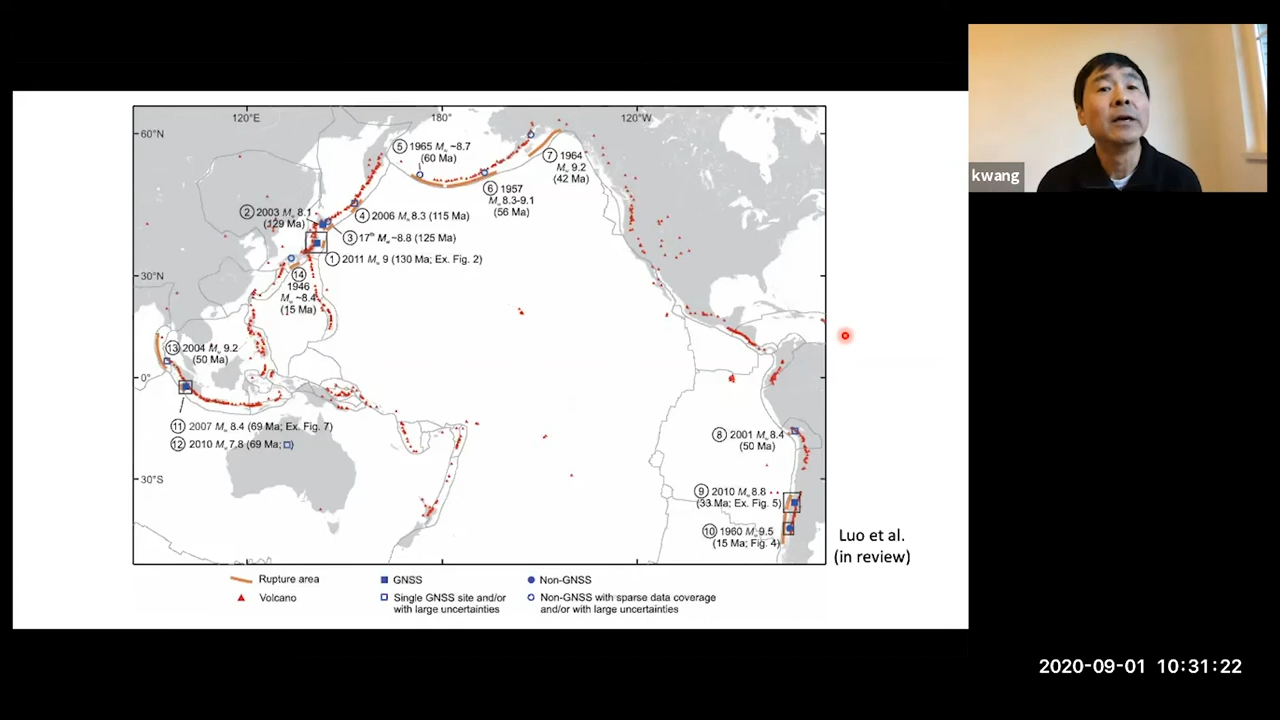 120°E
180°
120°W
60°N
30°N
0°
30°S
⑤ 1965 Mw ~8.7
(60 Ma)
⑦ 1964
Mw 9.2
(42 Ma)
⑥ 1957
Mw 8.3-9.1
(56 Ma)
② 2003 Mw 8.1
(129 Ma)
④ 2006 Mw 8.3 (115 Ma)
③ 17th Mw ~8.8 (125 Ma)
① 2011 Mw 9 (130 Ma; Ex. Fig. 2)
⑭
1946
Mw ~8.4
(15 Ma)
⑬ 2004 Mw 9.2
(50 Ma)
⑪ 2007 Mw 8.4 (69 Ma; Ex. Fig. 7)
⑫ 2010 Mw 7.8 (69 Ma; )
⑧ 2001 Mw 8.4
(50 Ma)
⑨ 2010 Mw 8.8
(33 Ma; Ex. Fig. 5)
⑩ 1960 Mw 9.5
(15 Ma; Fig. 4)
Luo et al.
(in review)
Rupture area
Volcano
GNSS
Single GNSS site and/or
with large uncertainties
Non-GNSS
Non-GNSS with sparse data coverage
and/or with large uncertainties
kwang
2020-09-01 10:31:22